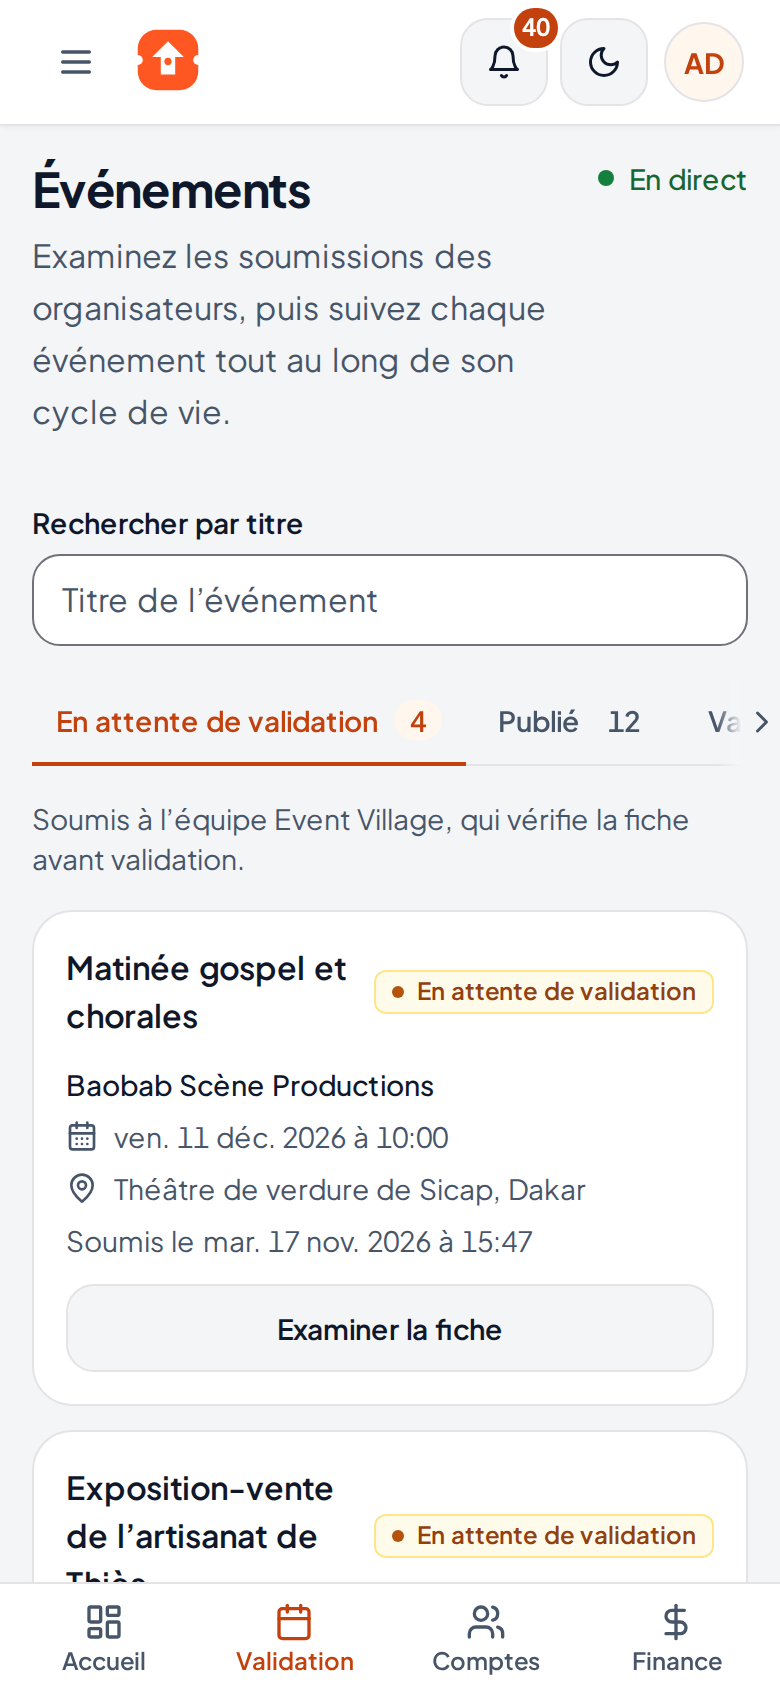 40
AD
Événements
En direct
Examinez les soumissions des
organisateurs, puis suivez chaque
événement tout au long de son
cycle de vie.
Rechercher par titre
Titre de l’événement
En attente de validation 4 Publié 12
Soumis à l’équipe Event Village, qui vérifie la fiche
avant validation.
Matinée gospel et
chorales
En attente de validation
Baobab Scène Productions
ven. 11 déc. 2026 à 10:00
Théâtre de verdure de Sicap, Dakar
Soumis le mar. 17 nov. 2026 à 15:47
Examiner la fiche
Exposition-vente
de l’artisanat de
Thiès
En attente de validation
Accueil Validation Comptes Finance